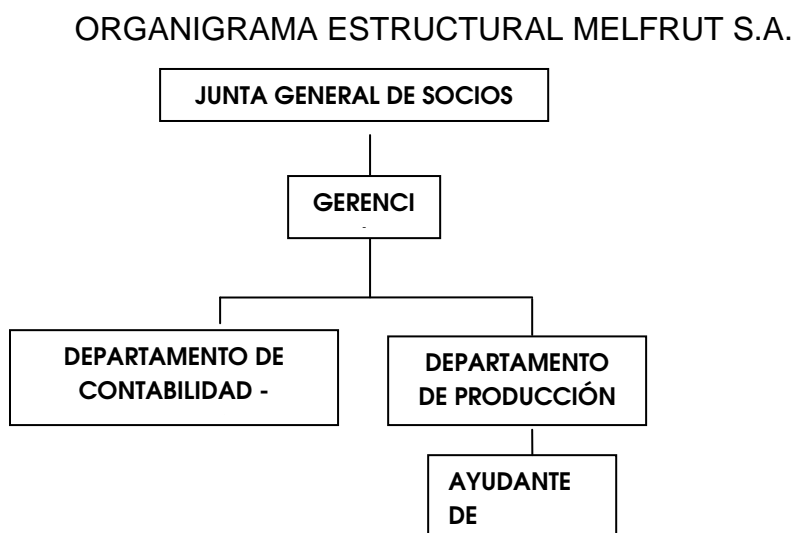 ORGANIGRAMA ESTRUCTURAL MELFRUT S.A.
JUNTA GENERAL DE SOCIOS
GERENCI
DEPARTAMENTO DE
CONTABILIDAD -
DEPARTAMENTO
DE PRODUCCIÓN
AYUDANTE
DE